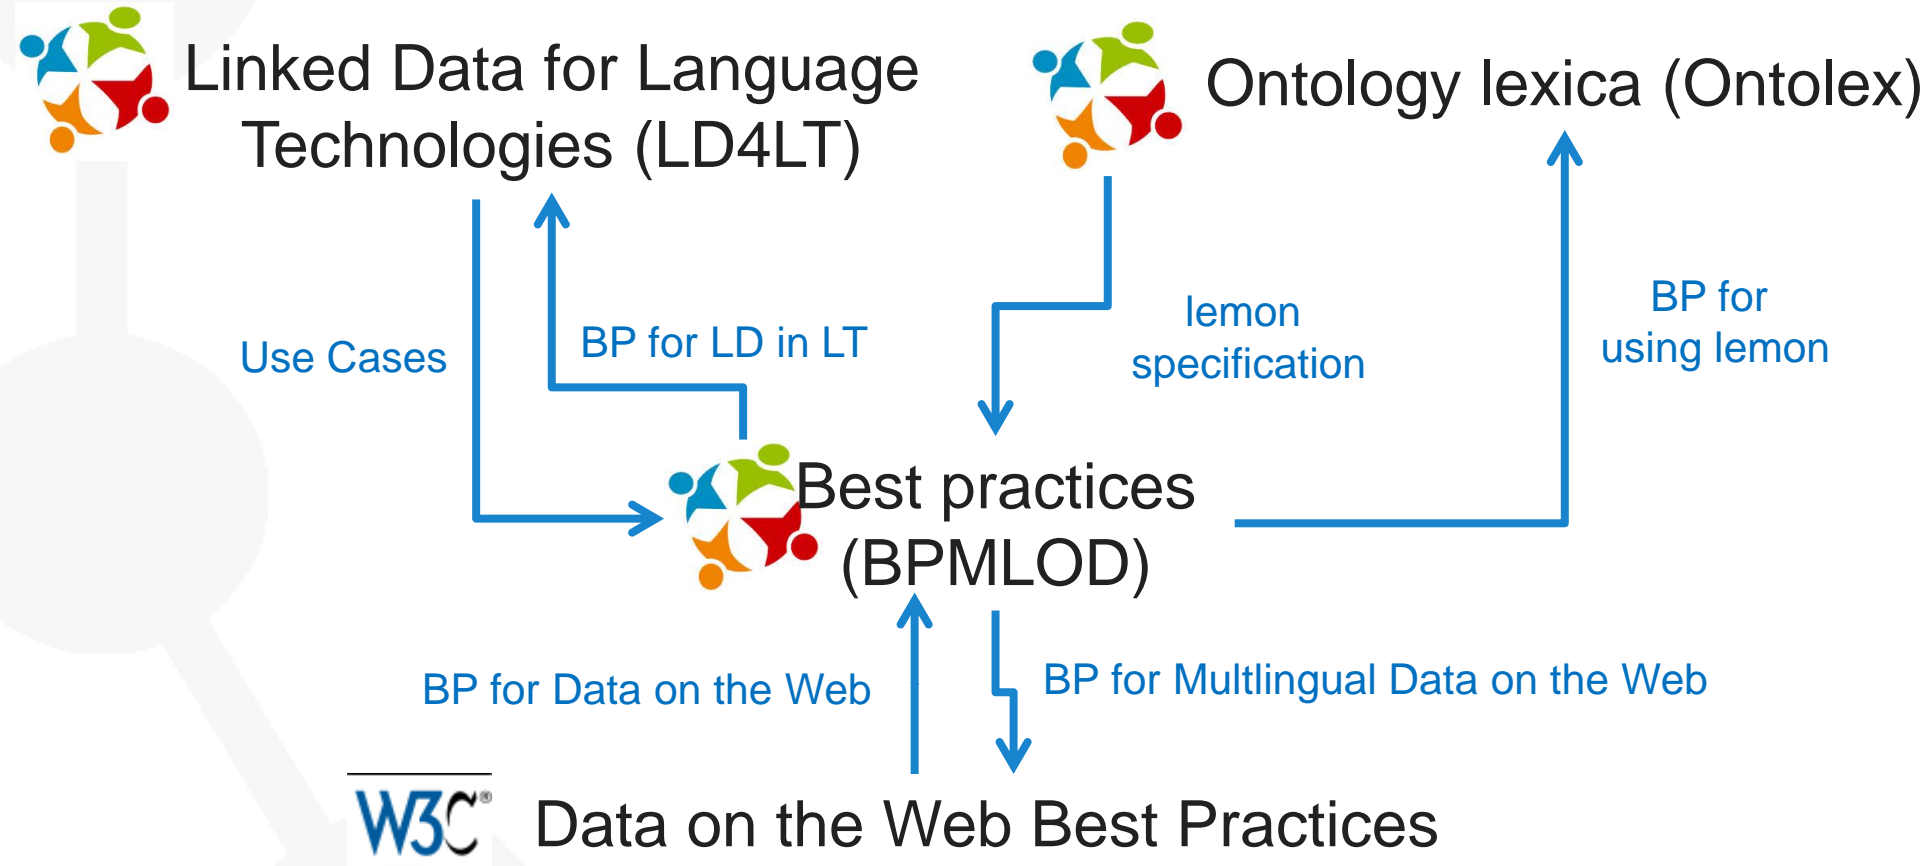 Linked Data for Language
Technologies (LD4LT)
Ontology lexica (Ontolex)
Use Cases
BP for LD in LT
lemon
specification
BP for
using lemon
Best practices
(BPMLOD)
BP for Data on the Web
BP for Multlingual Data on the Web
W3C®
Data on the Web Best Practices